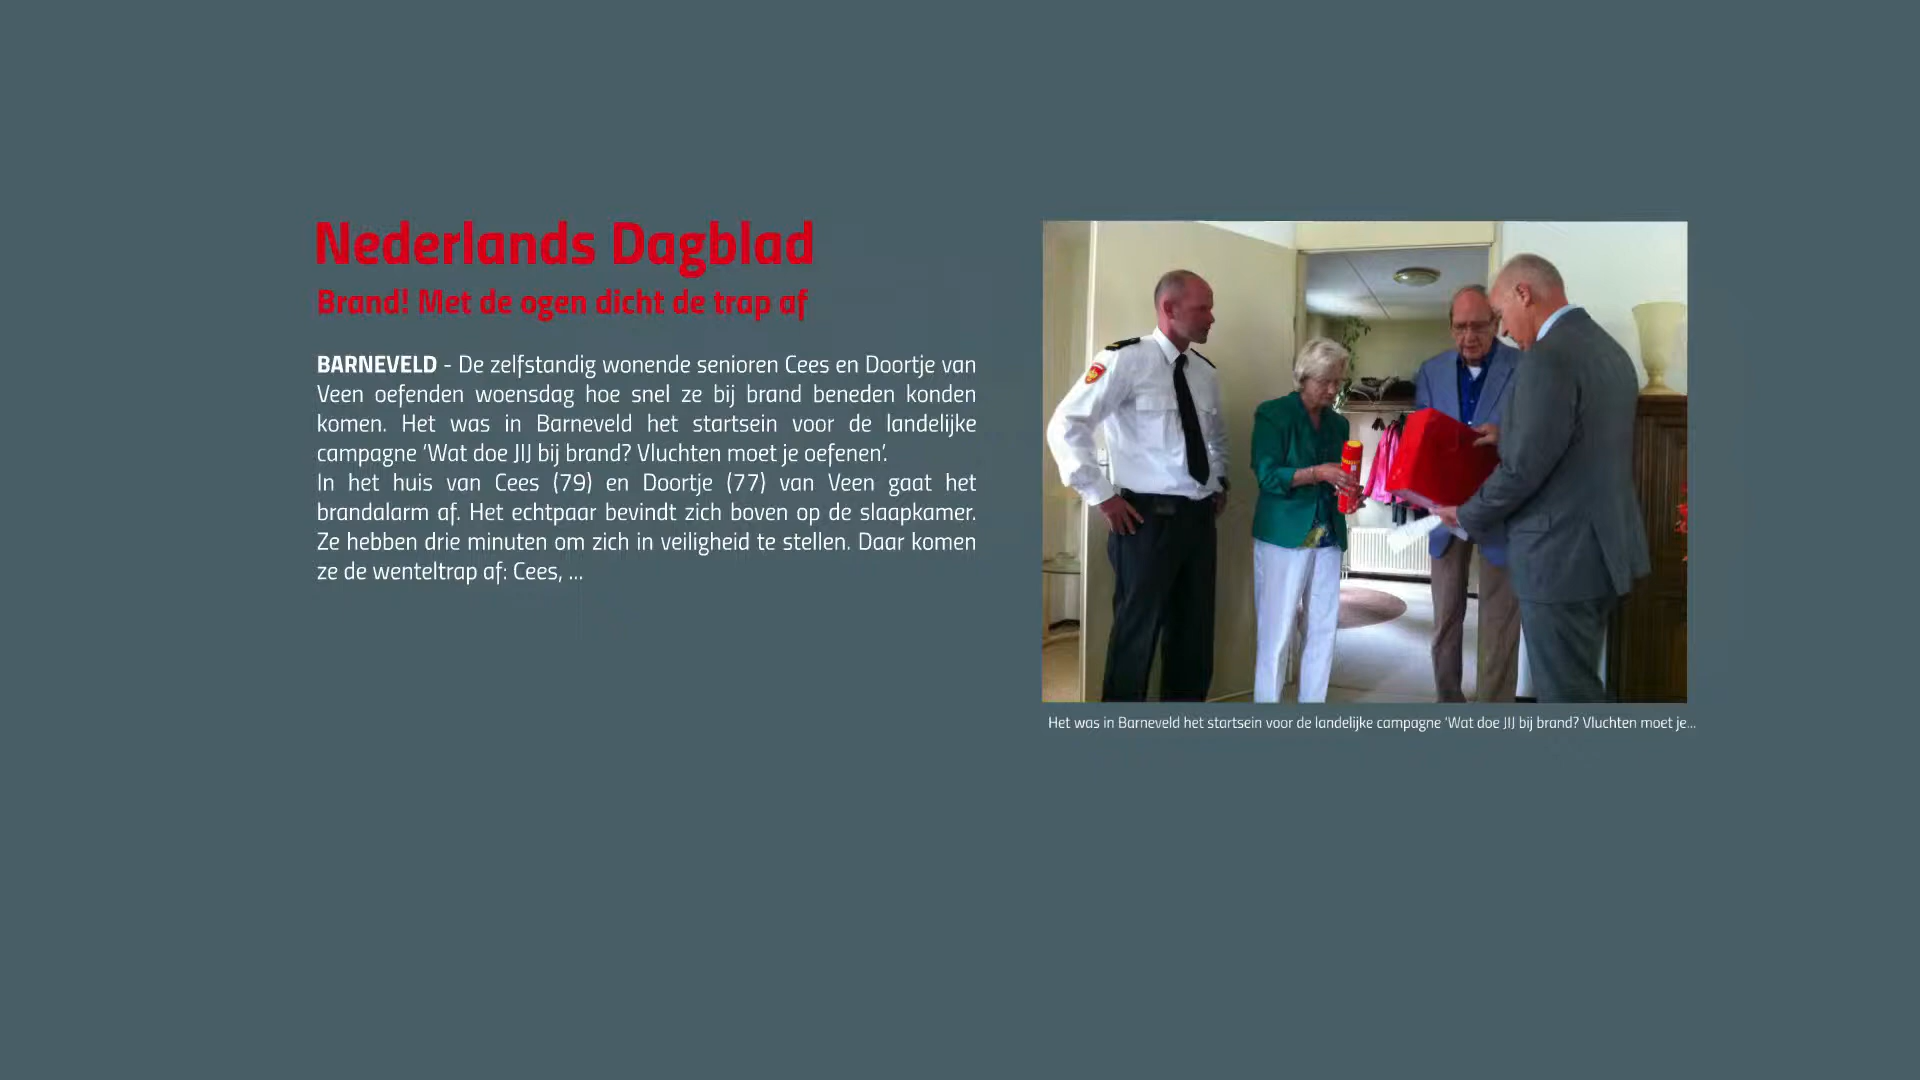 Nederlands Dagblad
Brand! Met de ogen dicht de trap af
BARNEVELD - De zelfstandig wonende senioren Cees en Doortje van
Veen oefenden woensdag hoe snel ze bij brand beneden konden
komen. Het was in Barneveld het startsein voor de landelijke
campagne ‘Wat doe JIJ bij brand? Vluchten moet je oefenen’.
In het huis van Cees (79) en Doortje (77) van Veen gaat het
brandalarm af. Het echtpaar bevindt zich boven op de slaapkamer.
Ze hebben drie minuten om zich in veiligheid te stellen. Daar komen
ze de wenteltrap af: Cees, ...
Het was in Barneveld het startsein voor de landelijke campagne ‘Wat doe JIJ bij brand? Vluchten moet je...